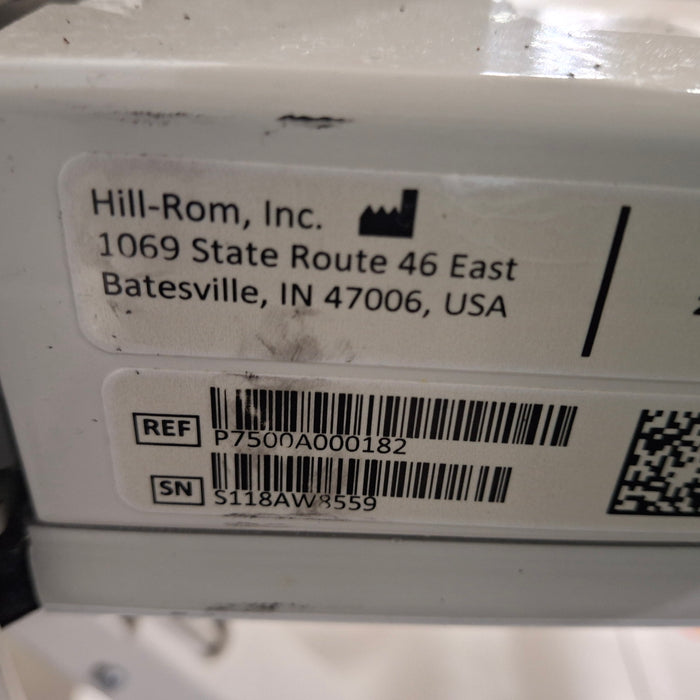 Hill-Rom, Inc.
1069 State Route 46 East
Batesville, IN 47006, USA
REF P7500A000182
SN S118AW8559